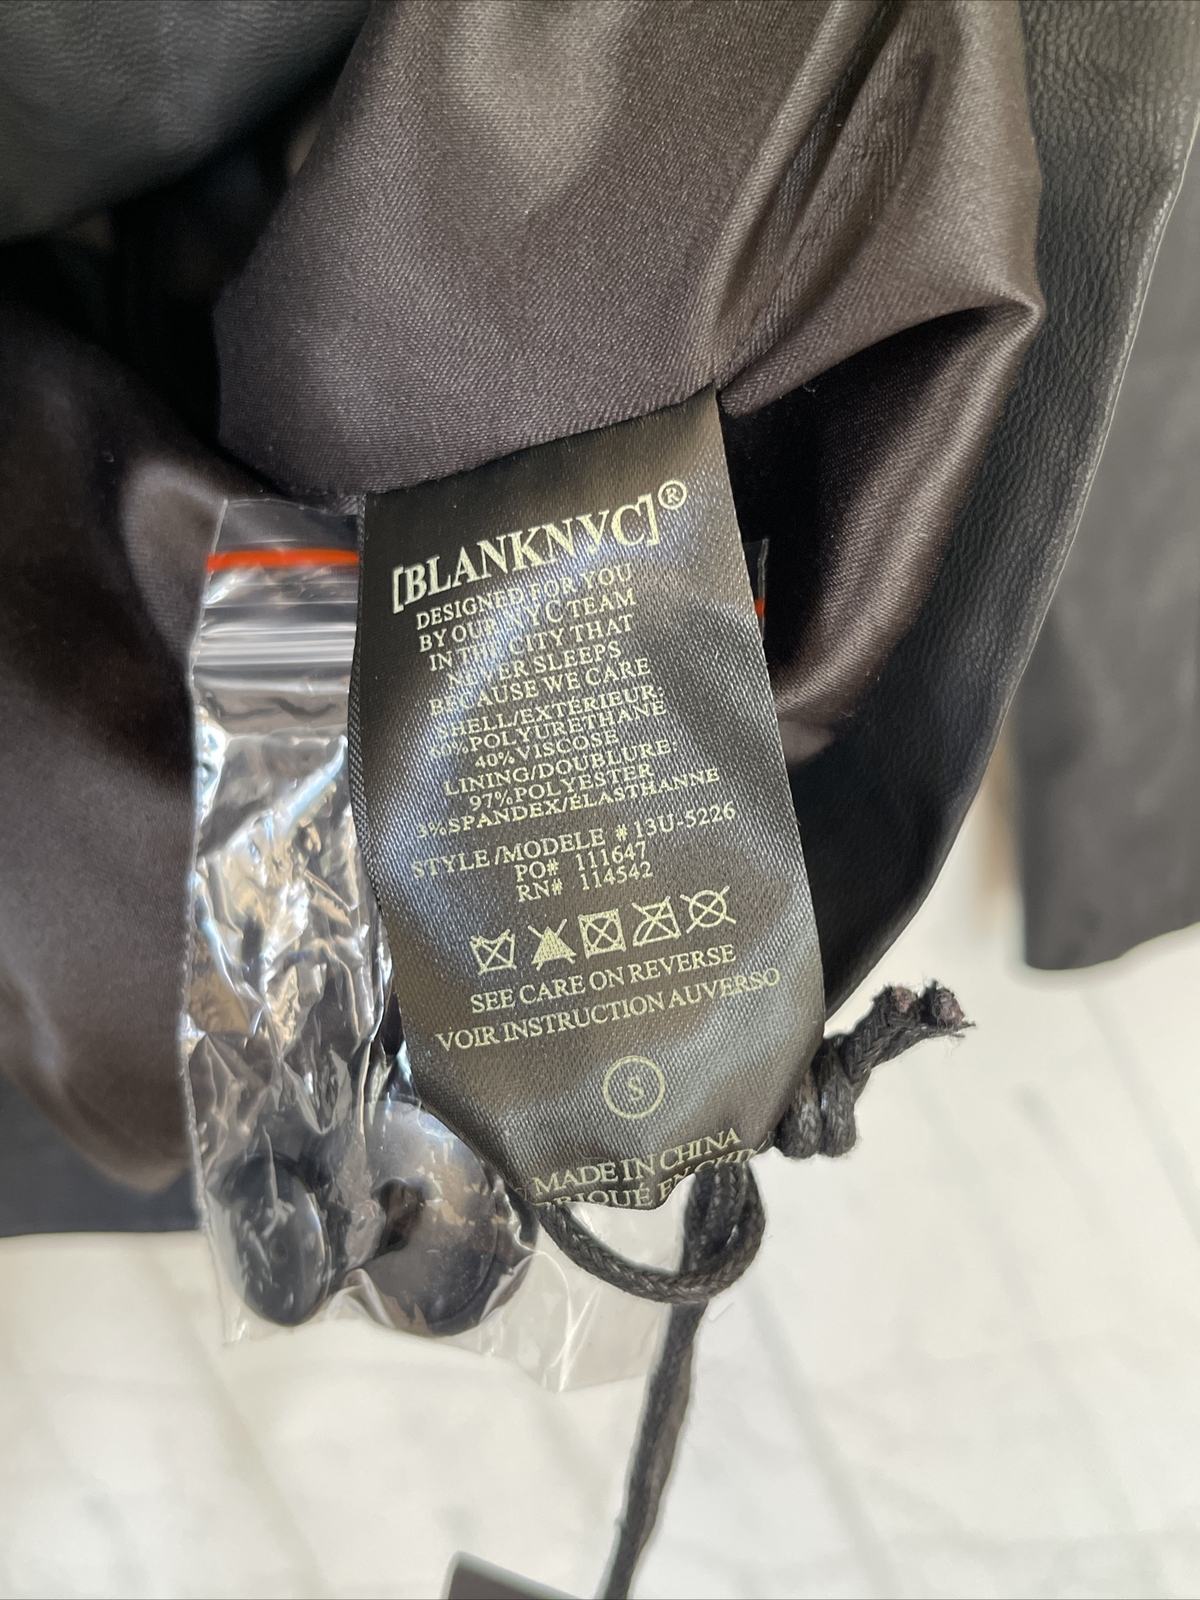 [BLANKNYC]®
DESIGNED FOR YOU
BY OUR NYC TEAM
IN THE CITY THAT
NEVER SLEEPS
BECAUSE WE CARE
SHELL/EXTÉRIEUR:
60%POLYURETHANE
40%VISCOSE
LINING/DOUBLURE:
97%POLYESTER
3%SPANDEX/ÉLASTHANNE
STYLE/MODELE #13U-5226
PO# 111647
RN# 114542
SEE CARE ON REVERSE
VOIR INSTRUCTION AUVERSO
S
MADE IN CHINA